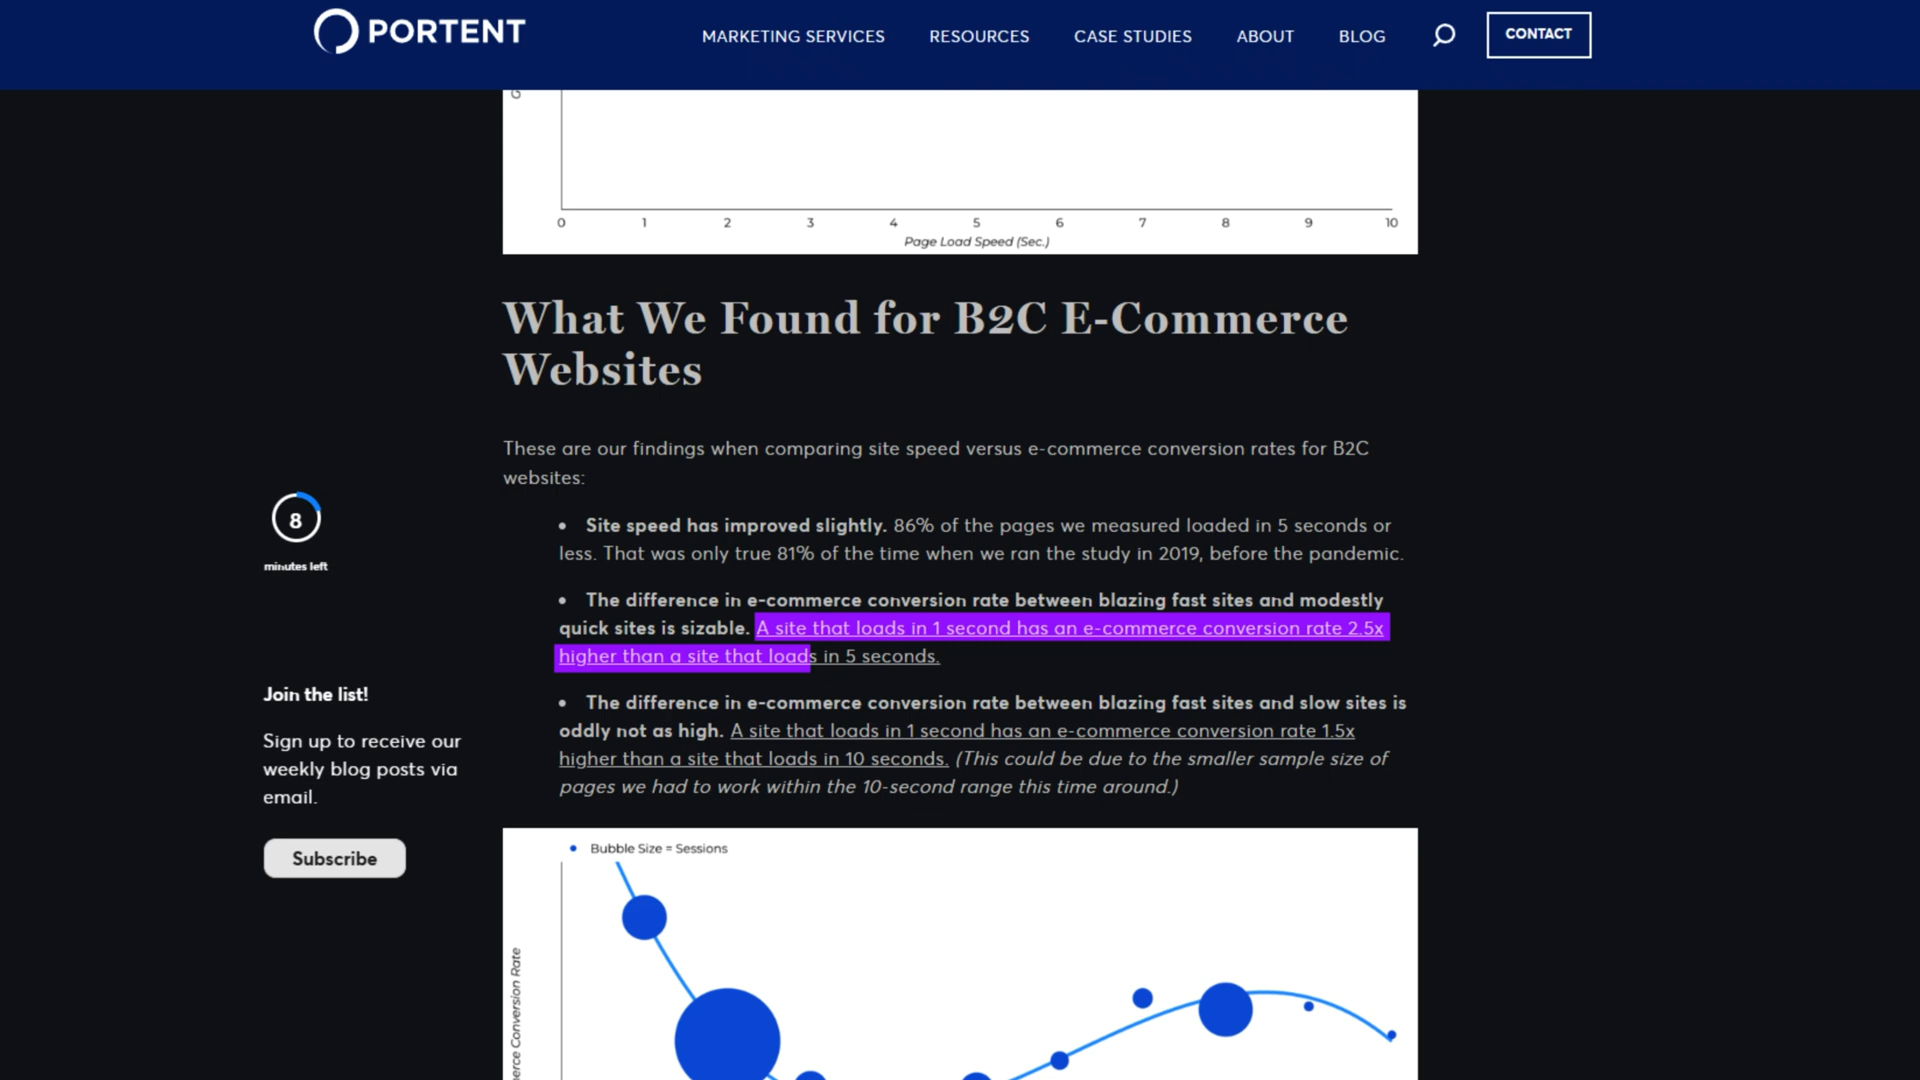 PORTENT
MARKETING SERVICES
RESOURCES
CASE STUDIES
ABOUT
BLOG
CONTACT
0 1 2 3 4 5 6 7 8 9 10
Page Load Speed (Sec.)
What We Found for B2C E-Commerce
Websites
These are our findings when comparing site speed versus e-commerce conversion rates for B2C
websites:
• Site speed has improved slightly. 86% of the pages we measured loaded in 5 seconds or
less. That was only true 81% of the time when we ran the study in 2019, before the pandemic.
• The difference in e-commerce conversion rate between blazing fast sites and modestly
quick sites is sizable. A site that loads in 1 second has an e-commerce conversion rate 2.5x
higher than a site that loads in 5 seconds.
• The difference in e-commerce conversion rate between blazing fast sites and slow sites is
oddly not as high. A site that loads in 1 second has an e-commerce conversion rate 1.5x
higher than a site that loads in 10 seconds. (This could be due to the smaller sample size of
pages we had to work within the 10-second range this time around.)
8
minutes left
Join the list!
Sign up to receive our
weekly blog posts via
email.
Subscribe
Bubble Size = Sessions
Conversion Rate